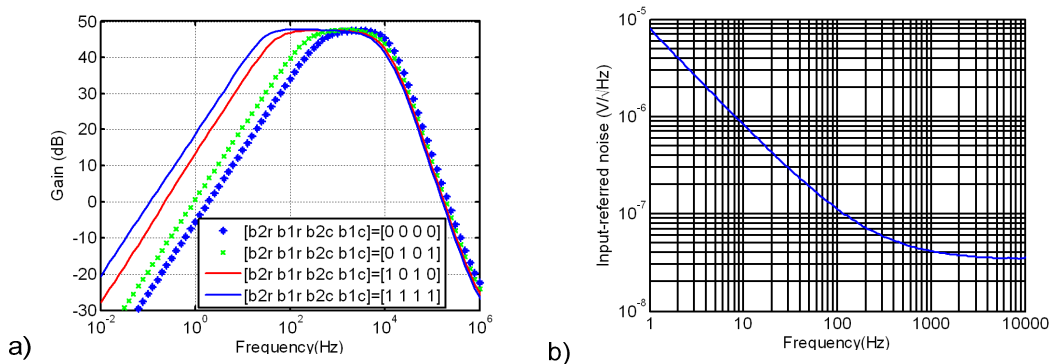 50
40
30
20
10
0
-10
-20
-30
Gain (dB)
10^-2
10^0
10^2
10^4
10^6
Frequency(Hz)
[b2r b1r b2c b1c]=[0 0 0 0]
[b2r b1r b2c b1c]=[0 1 0 1]
[b2r b1r b2c b1c]=[1 0 1 0]
[b2r b1r b2c b1c]=[1 1 1 1]
a)
10^-5
10^-6
10^-7
10^-8
Input-referred noise (V/√Hz)
1
10
100
1000
10000
Frequency(Hz)
b)